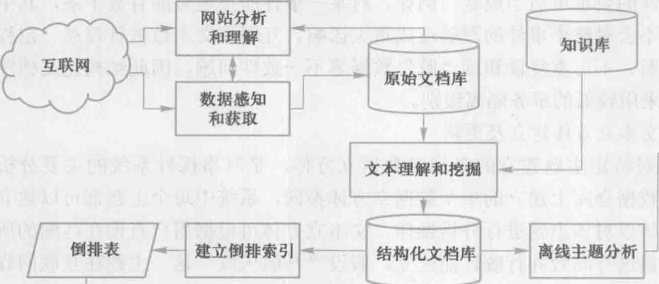 网站分析
和理解
互联网
数据感知
和获取
原始文档库
知识库
文本理解和挖掘
倒排表
建立倒排索引
结构化文档库
离线主题分析